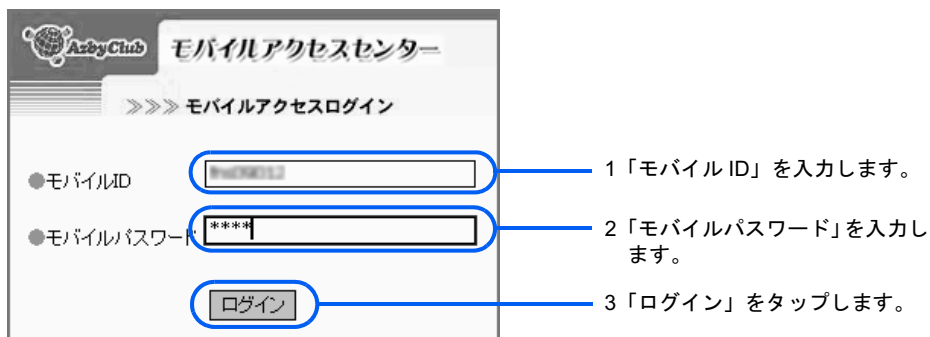 AzbyClub モバイルアクセスセンター
>>> モバイルアクセスログイン
●モバイルID
1「モバイル ID」を入力します。
●モバイルパスワード ****
2「モバイルパスワード」を入力し
ます。
ログイン
3「ログイン」をタップします。